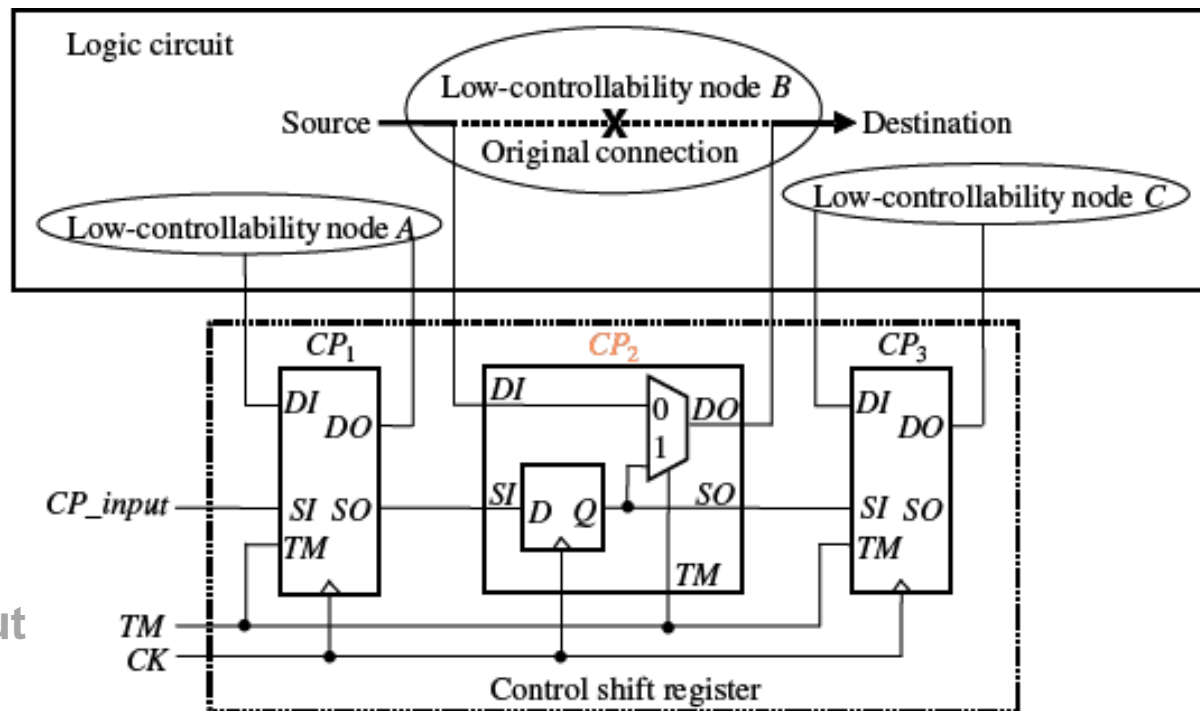 Logic circuit
Low-controllability node B
Source
X
Destination
Original connection
Low-controllability node A
Low-controllability node C
CP1
CP2
CP3
DI
DO
SI SO
TM
DI
0
1
DO
SI
D Q
SO
TM
DI
DO
SI SO
TM
CP_input
ut
TM
CK
Control shift register